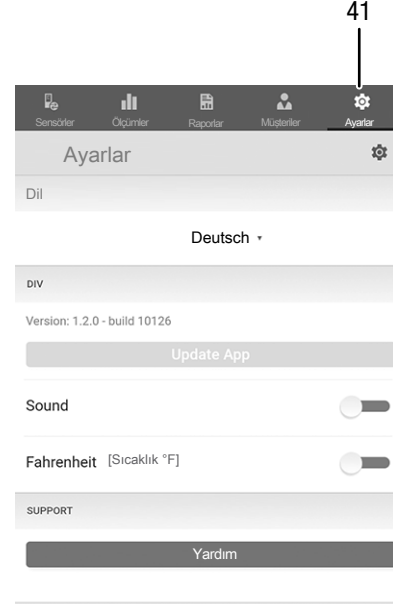 41
Sensörler Ölçümler Raporlar Müşteriler Ayarlar
Ayarlar
Dil
Deutsch
DIV
Version: 1.2.0 - build 10126
Update App
Sound
Fahrenheit [Sıcaklık °F]
SUPPORT
Yardım